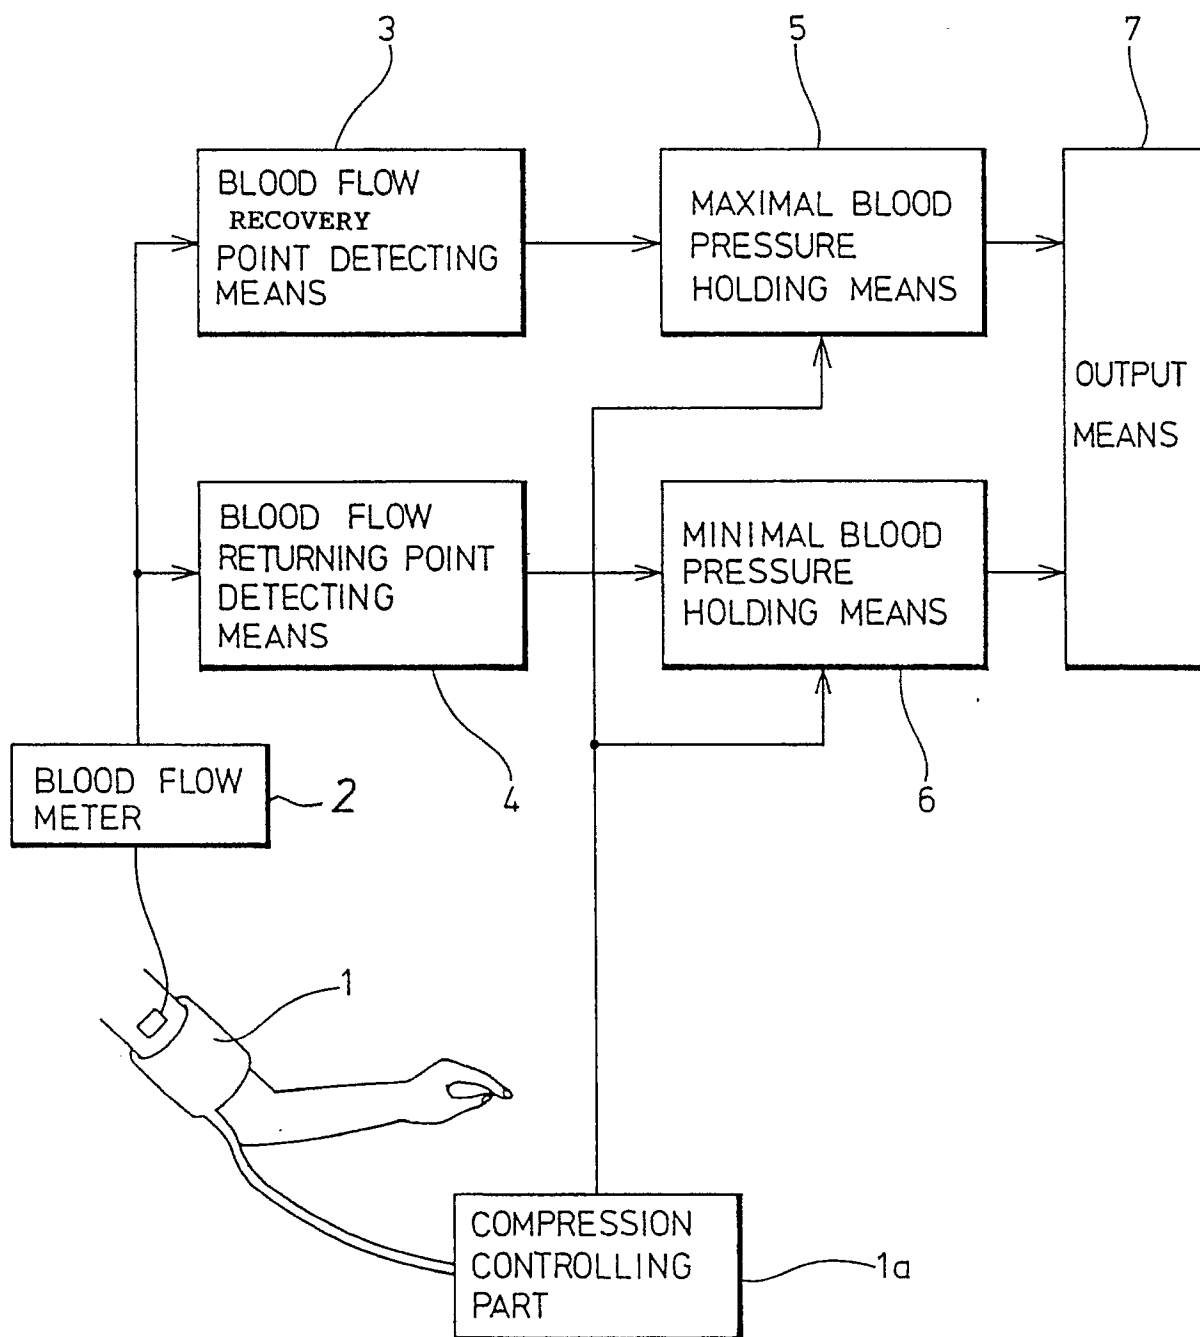 3
5
7
BLOOD FLOW
RECOVERY
POINT DETECTING
MEANS
MAXIMAL BLOOD
PRESSURE
HOLDING MEANS
OUTPUT
MEANS
BLOOD FLOW
RETURNING POINT
DETECTING
MEANS
MINIMAL BLOOD
PRESSURE
HOLDING MEANS
4
6
BLOOD FLOW
METER
2
1
COMPRESSION
CONTROLLING
PART
1a